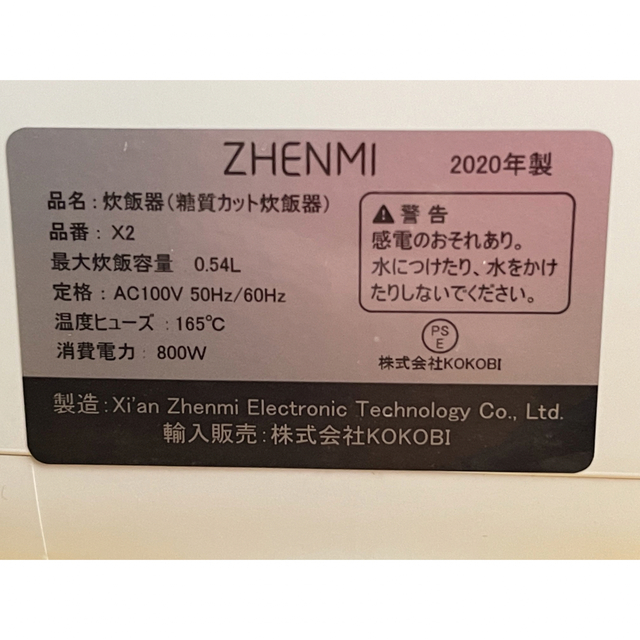 ZHENMI 2020年製
品名：炊飯器（糖質カット炊飯器）
品番：X2
最大炊飯容量 0.54L
定格：AC100V 50Hz/60Hz
温度ヒューズ：165℃
消費電力：800W
⚠警告
感電のおそれあり。
水につけたり、水をかけ
たりしないでください。
PS
E
株式会社KOKOBI
製造：Xi'an Zhenmi Electronic Technology Co., Ltd.
輸入販売：株式会社KOKOBI